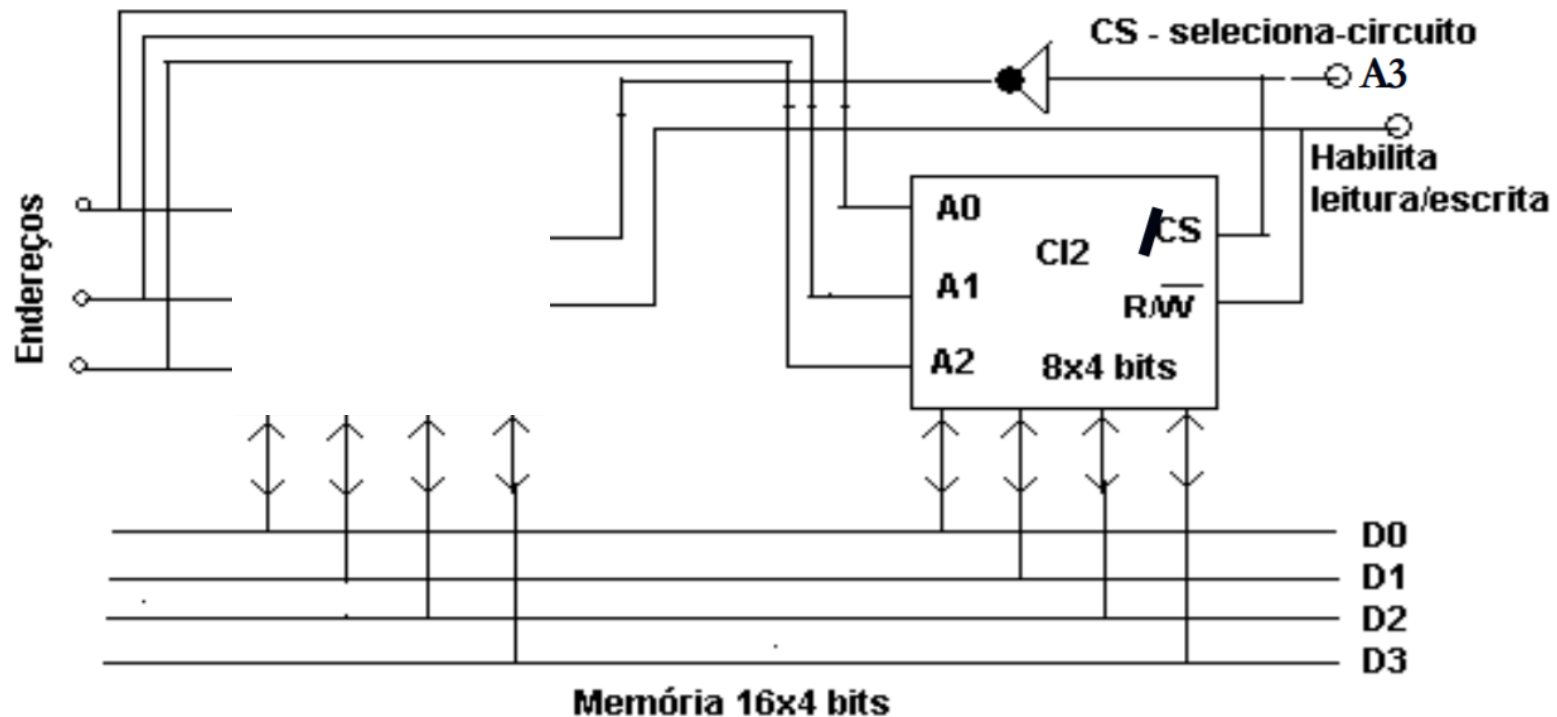 CS - seleciona-circuito
A3
Habilita
leitura/escrita
Endereços
A0
/CS
CI2
A1
R/W̅
A2
8x4 bits
D0
D1
D2
D3
Memória 16x4 bits